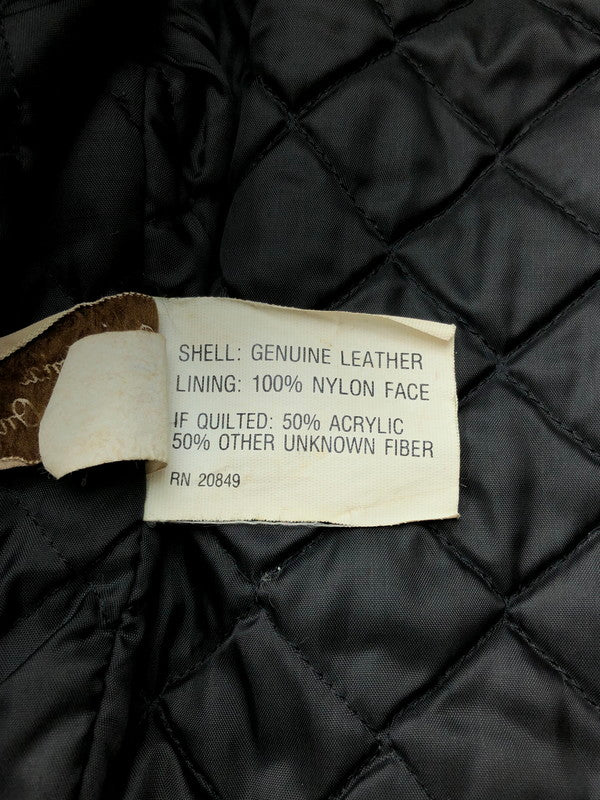 SHELL: GENUINE LEATHER
LINING: 100% NYLON FACE
IF QUILTED: 50% ACRYLIC
50% OTHER UNKNOWN FIBER
RN 20849